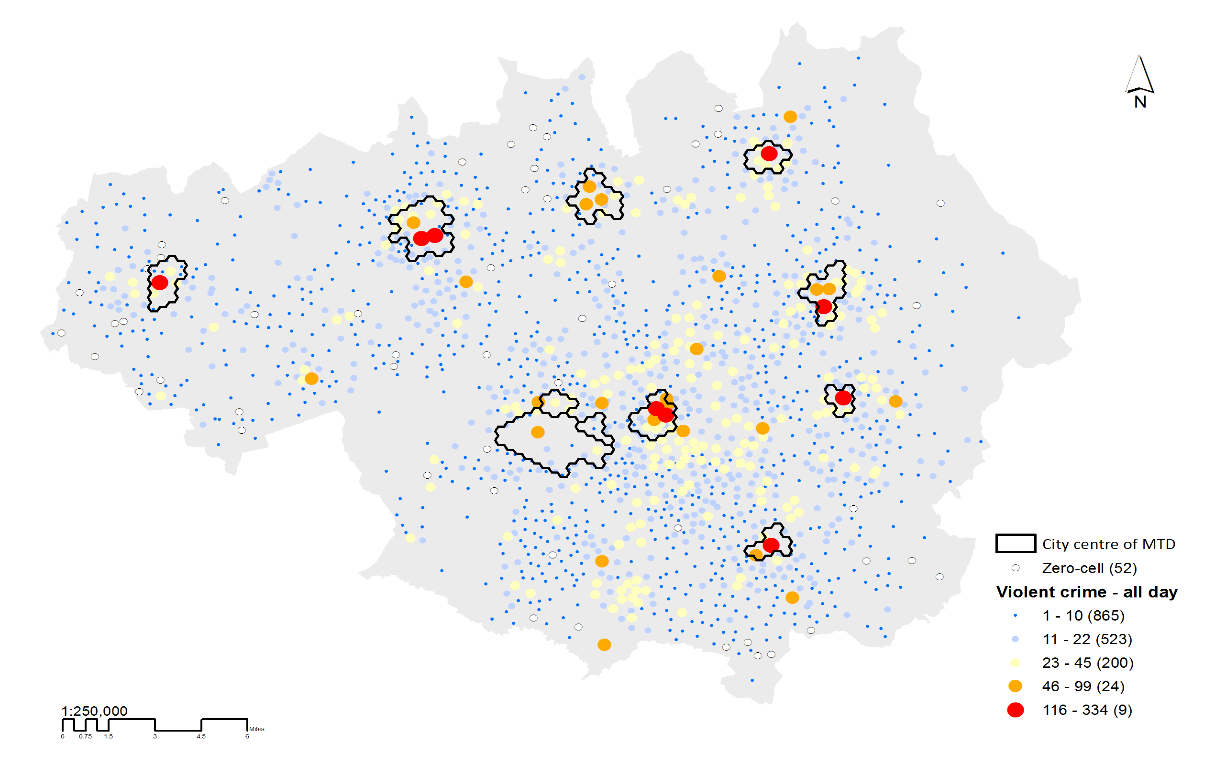 N
City centre of MTD
Zero-cell (52)
Violent crime - all day
1 - 10 (865)
11 - 22 (523)
23 - 45 (200)
46 - 99 (24)
116 - 334 (9)
1:250,000
Miles
0 0.75 1.5 3 4.5 6